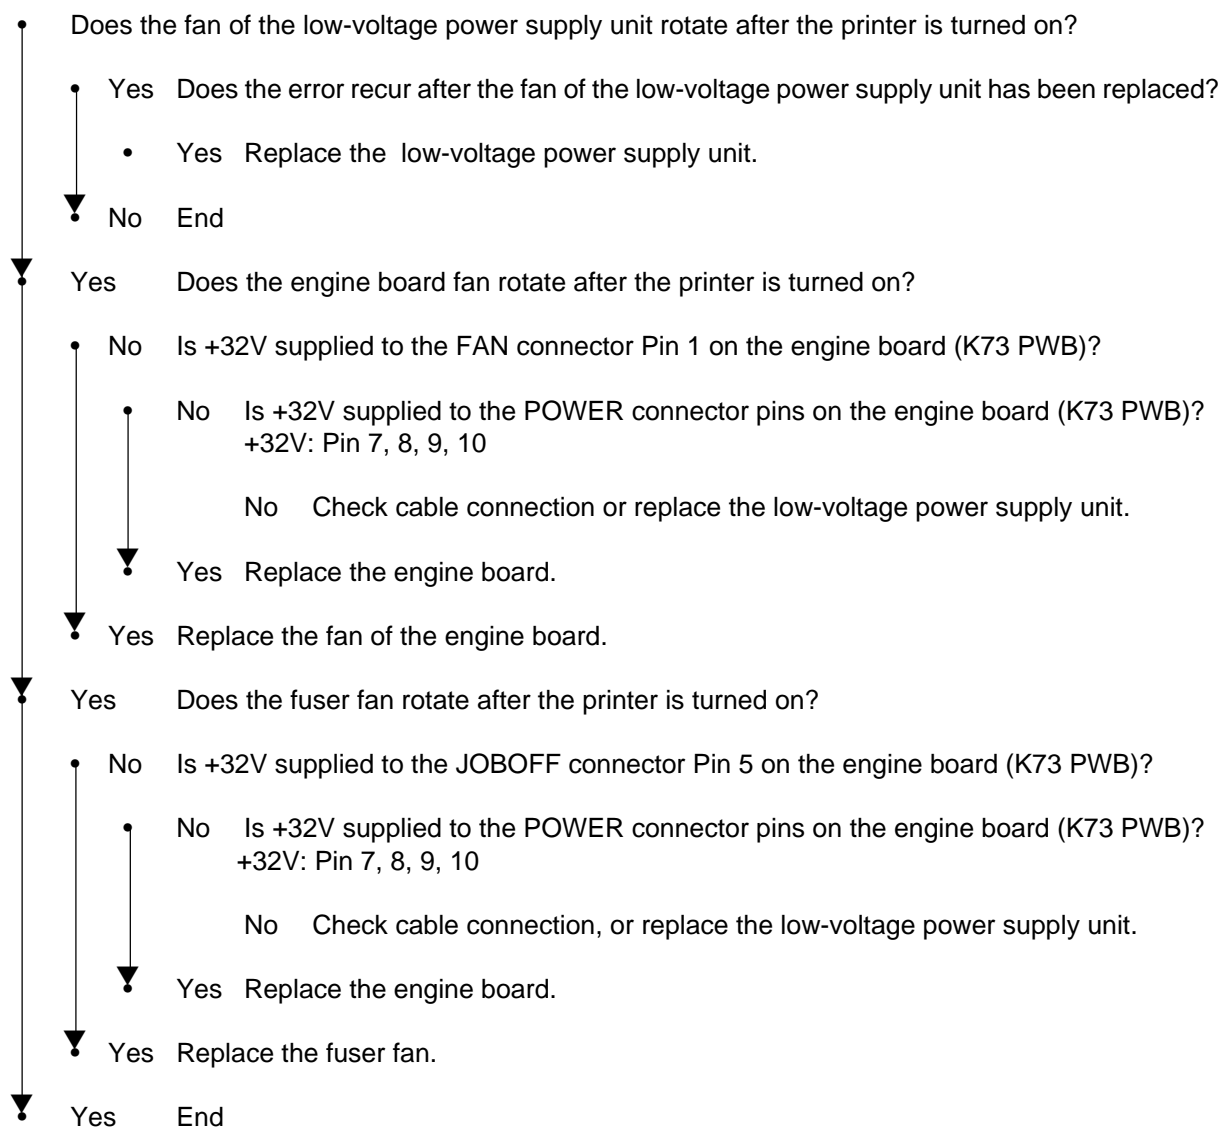 Does the fan of the low-voltage power supply unit rotate after the printer is turned on?
Yes Does the error recur after the fan of the low-voltage power supply unit has been replaced?
Yes Replace the low-voltage power supply unit.
No End
Yes Does the engine board fan rotate after the printer is turned on?
No Is +32V supplied to the FAN connector Pin 1 on the engine board (K73 PWB)?
No Is +32V supplied to the POWER connector pins on the engine board (K73 PWB)?
+32V: Pin 7, 8, 9, 10
No Check cable connection or replace the low-voltage power supply unit.
Yes Replace the engine board.
Yes Replace the fan of the engine board.
Yes Does the fuser fan rotate after the printer is turned on?
No Is +32V supplied to the JOBOFF connector Pin 5 on the engine board (K73 PWB)?
No Is +32V supplied to the POWER connector pins on the engine board (K73 PWB)?
+32V: Pin 7, 8, 9, 10
No Check cable connection, or replace the low-voltage power supply unit.
Yes Replace the engine board.
Yes Replace the fuser fan.
Yes End